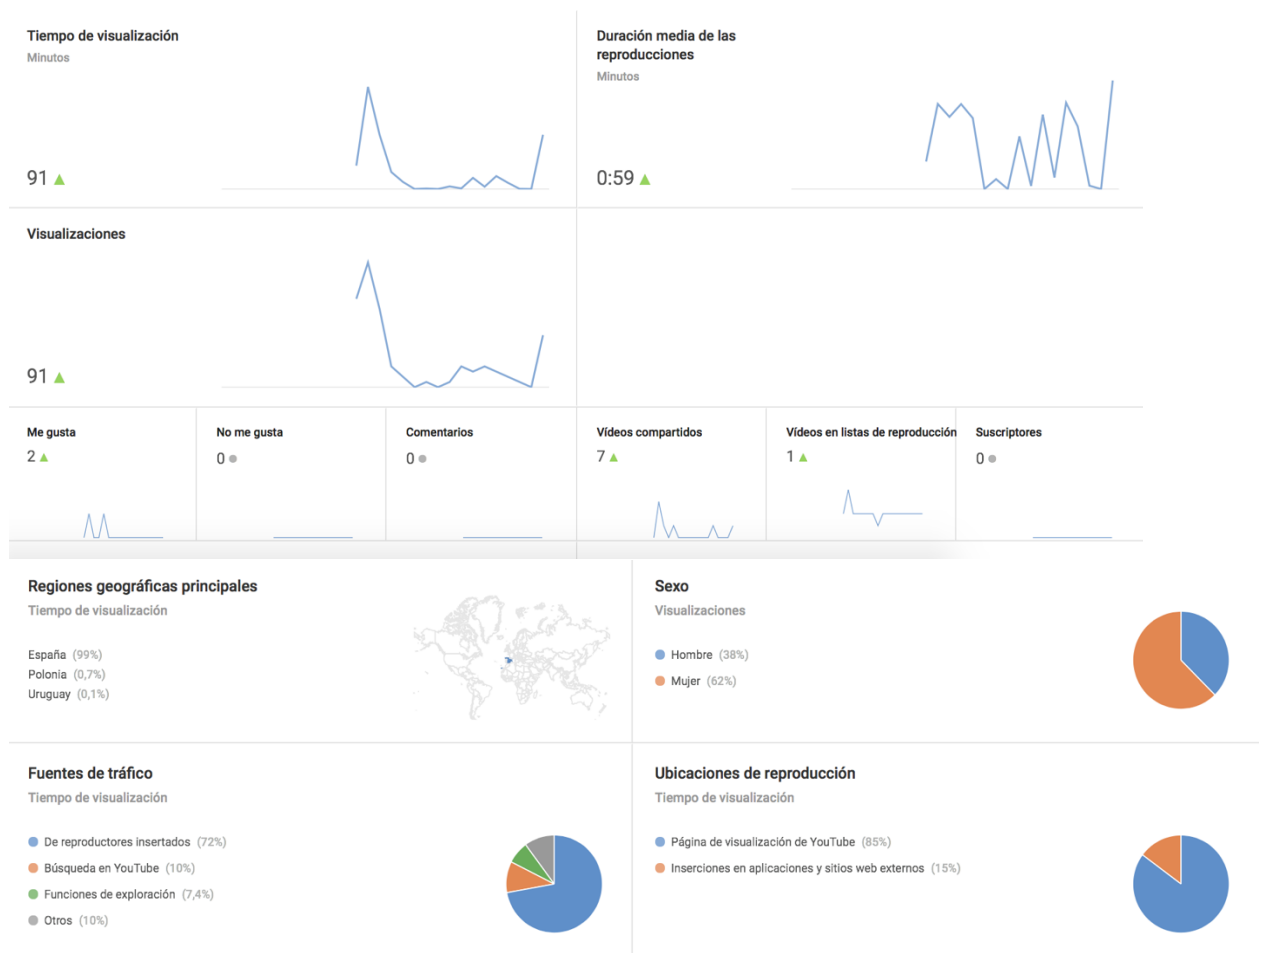 Tiempo de visualización
Minutos
91
Duración media de las
reproducciones
Minutos
0:59
Visualizaciones
91
Me gusta
2
No me gusta
0
Comentarios
0
Vídeos compartidos
7
Vídeos en listas de reproducción
1
Suscriptores
0
Regiones geográficas principales
Tiempo de visualización
España (99%)
Polonia (0,7%)
Uruguay (0,1%)
Sexo
Visualizaciones
Hombre (38%)
Mujer (62%)
Fuentes de tráfico
Tiempo de visualización
De reproductores insertados (72%)
Búsqueda en YouTube (10%)
Funciones de exploración (7,4%)
Otros (10%)
Ubicaciones de reproducción
Tiempo de visualización
Página de visualización de YouTube (85%)
Inserciones en aplicaciones y sitios web externos (15%)